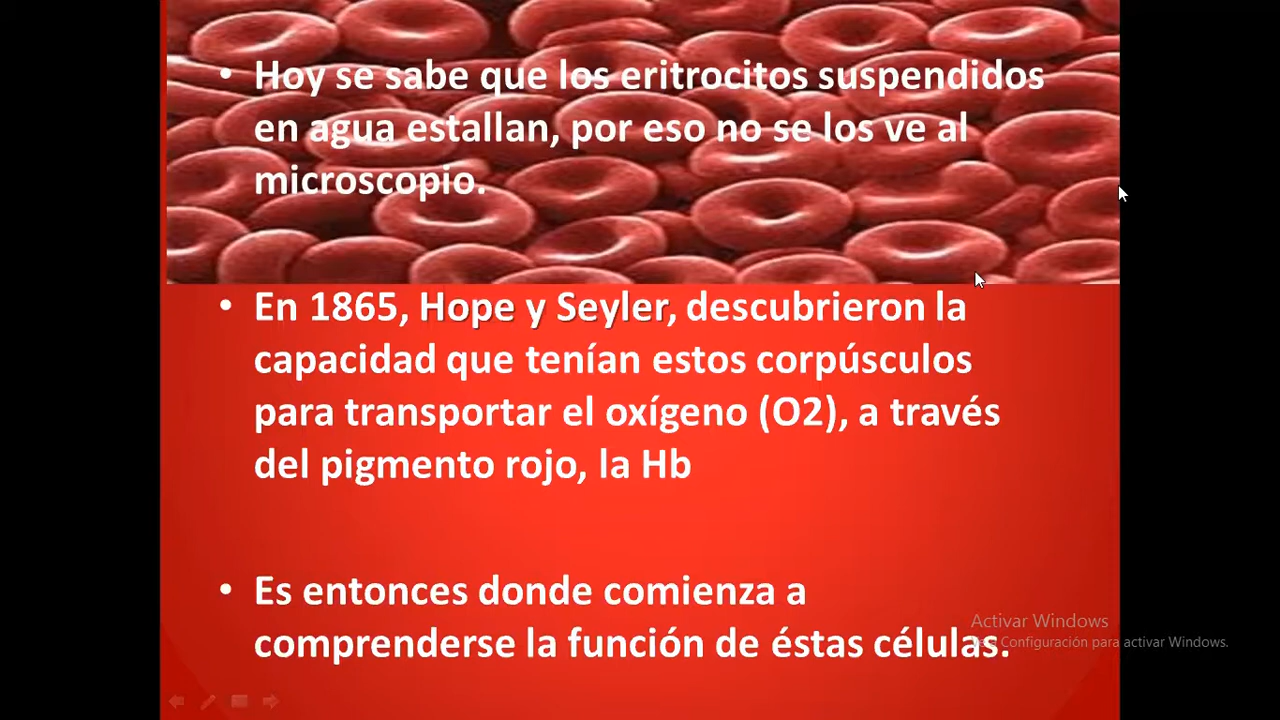 • Hoy se sabe que los eritrocitos suspendidos
en agua estallan, por eso no se los ve al
microscopio.
• En 1865, Hope y Seyler, descubrieron la
capacidad que tenían estos corpúsculos
para transportar el oxígeno (O2), a través
del pigmento rojo, la Hb
• Es entonces donde comienza a
comprenderse la función de éstas células.
Activar Windows
Configuración para activar Windows.